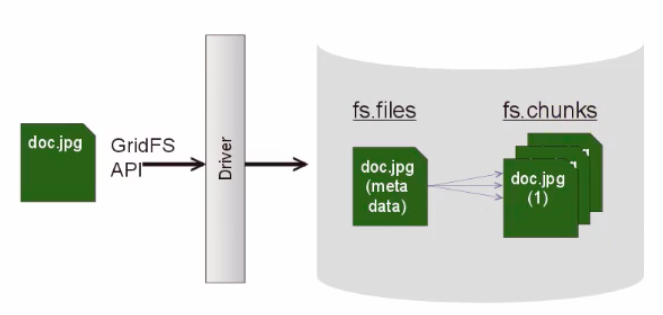 doc.jpg
GridFS
API
Driver
fs.files
fs.chunks
doc.jpg
(meta
data)
doc.jpg
(1)